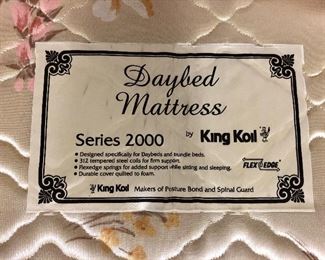 Daybed
Mattress
Series 2000 by King Koil
• Designed specifically for Daybeds and trundle beds.
• 312 tempered steel coils for firm support.
• Flexedge springs for added support while sitting and sleeping.
• Durable cover quilted to foam.
FLEX EDGE
King Koil Makers of Posture Bond and Spinal Guard